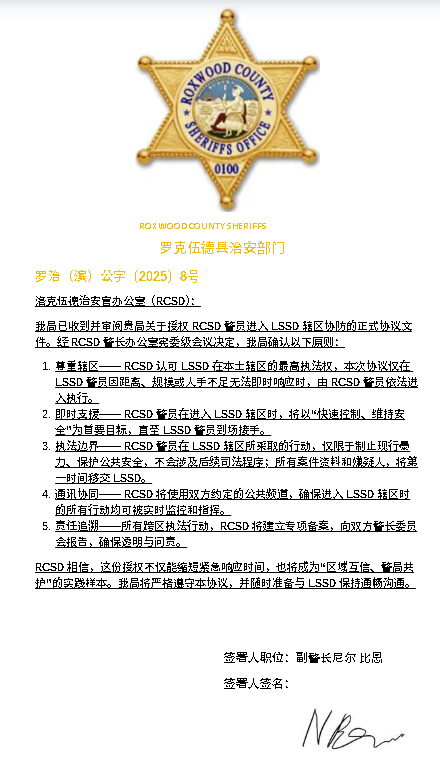 ROXWOOD COUNTY
SHERIFFS OFFICE
0100
ROXWOOD COUNTY SHERIFFS
罗克伍德县治安部门
罗治（滨）公字〔2025〕8号
洛克伍德治安官办公室（RCSD）：
我局已收到并审阅贵局关于授权 RCSD 警员进入 LSSD 辖区协防的正式协议文
件。经 RCSD 警长办公室宪委级会议决定，我局确认以下原则：
1. 尊重辖区—— RCSD 认可 LSSD 在本土辖区的最高执法权，本次协议仅在
LSSD 警员因距离、规模或人手不足无法即时响应时，由 RCSD 警员依法进
入执行。
2. 即时支援—— RCSD 警员在进入 LSSD 辖区时，将以“快速控制、维持安
全”为首要目标，直至 LSSD 警员到场接手。
3. 执法边界—— RCSD 警员在 LSSD 辖区所采取的行动，仅限于制止现行暴
力、保护公共安全，不会涉及后续司法程序；所有案件资料和嫌疑人，将第
一时间移交 LSSD。
4. 通讯协同—— RCSD 将使用双方约定的公共频道，确保进入 LSSD 辖区时
的所有行动均可被实时监控和指挥。
5. 责任追溯——所有跨区执法行动，RCSD 将建立专项备案，向双方警长委员
会报告，确保透明与问责。
RCSD 相信，这份授权不仅能缩短紧急响应时间，也将成为“区域互信、警局共
护”的实践样本。我局将严格遵守本协议，并随时准备与 LSSD 保持通畅沟通。
签署人职位：副警长尼尔 比恩
签署人签名：